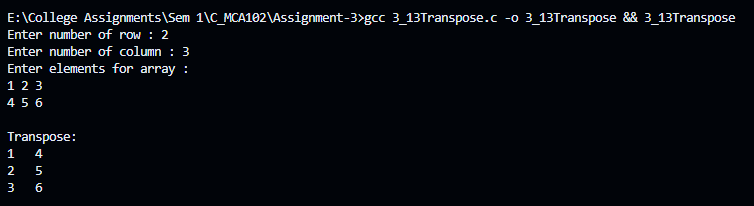 E:\College Assignments\Sem 1\C_MCA102\Assignment-3>gcc 3_13Transpose.c -o 3_13Transpose && 3_13Transpose
Enter number of row : 2
Enter number of column : 3
Enter elements for array :
1 2 3
4 5 6

Transpose:
1   4
2   5
3   6